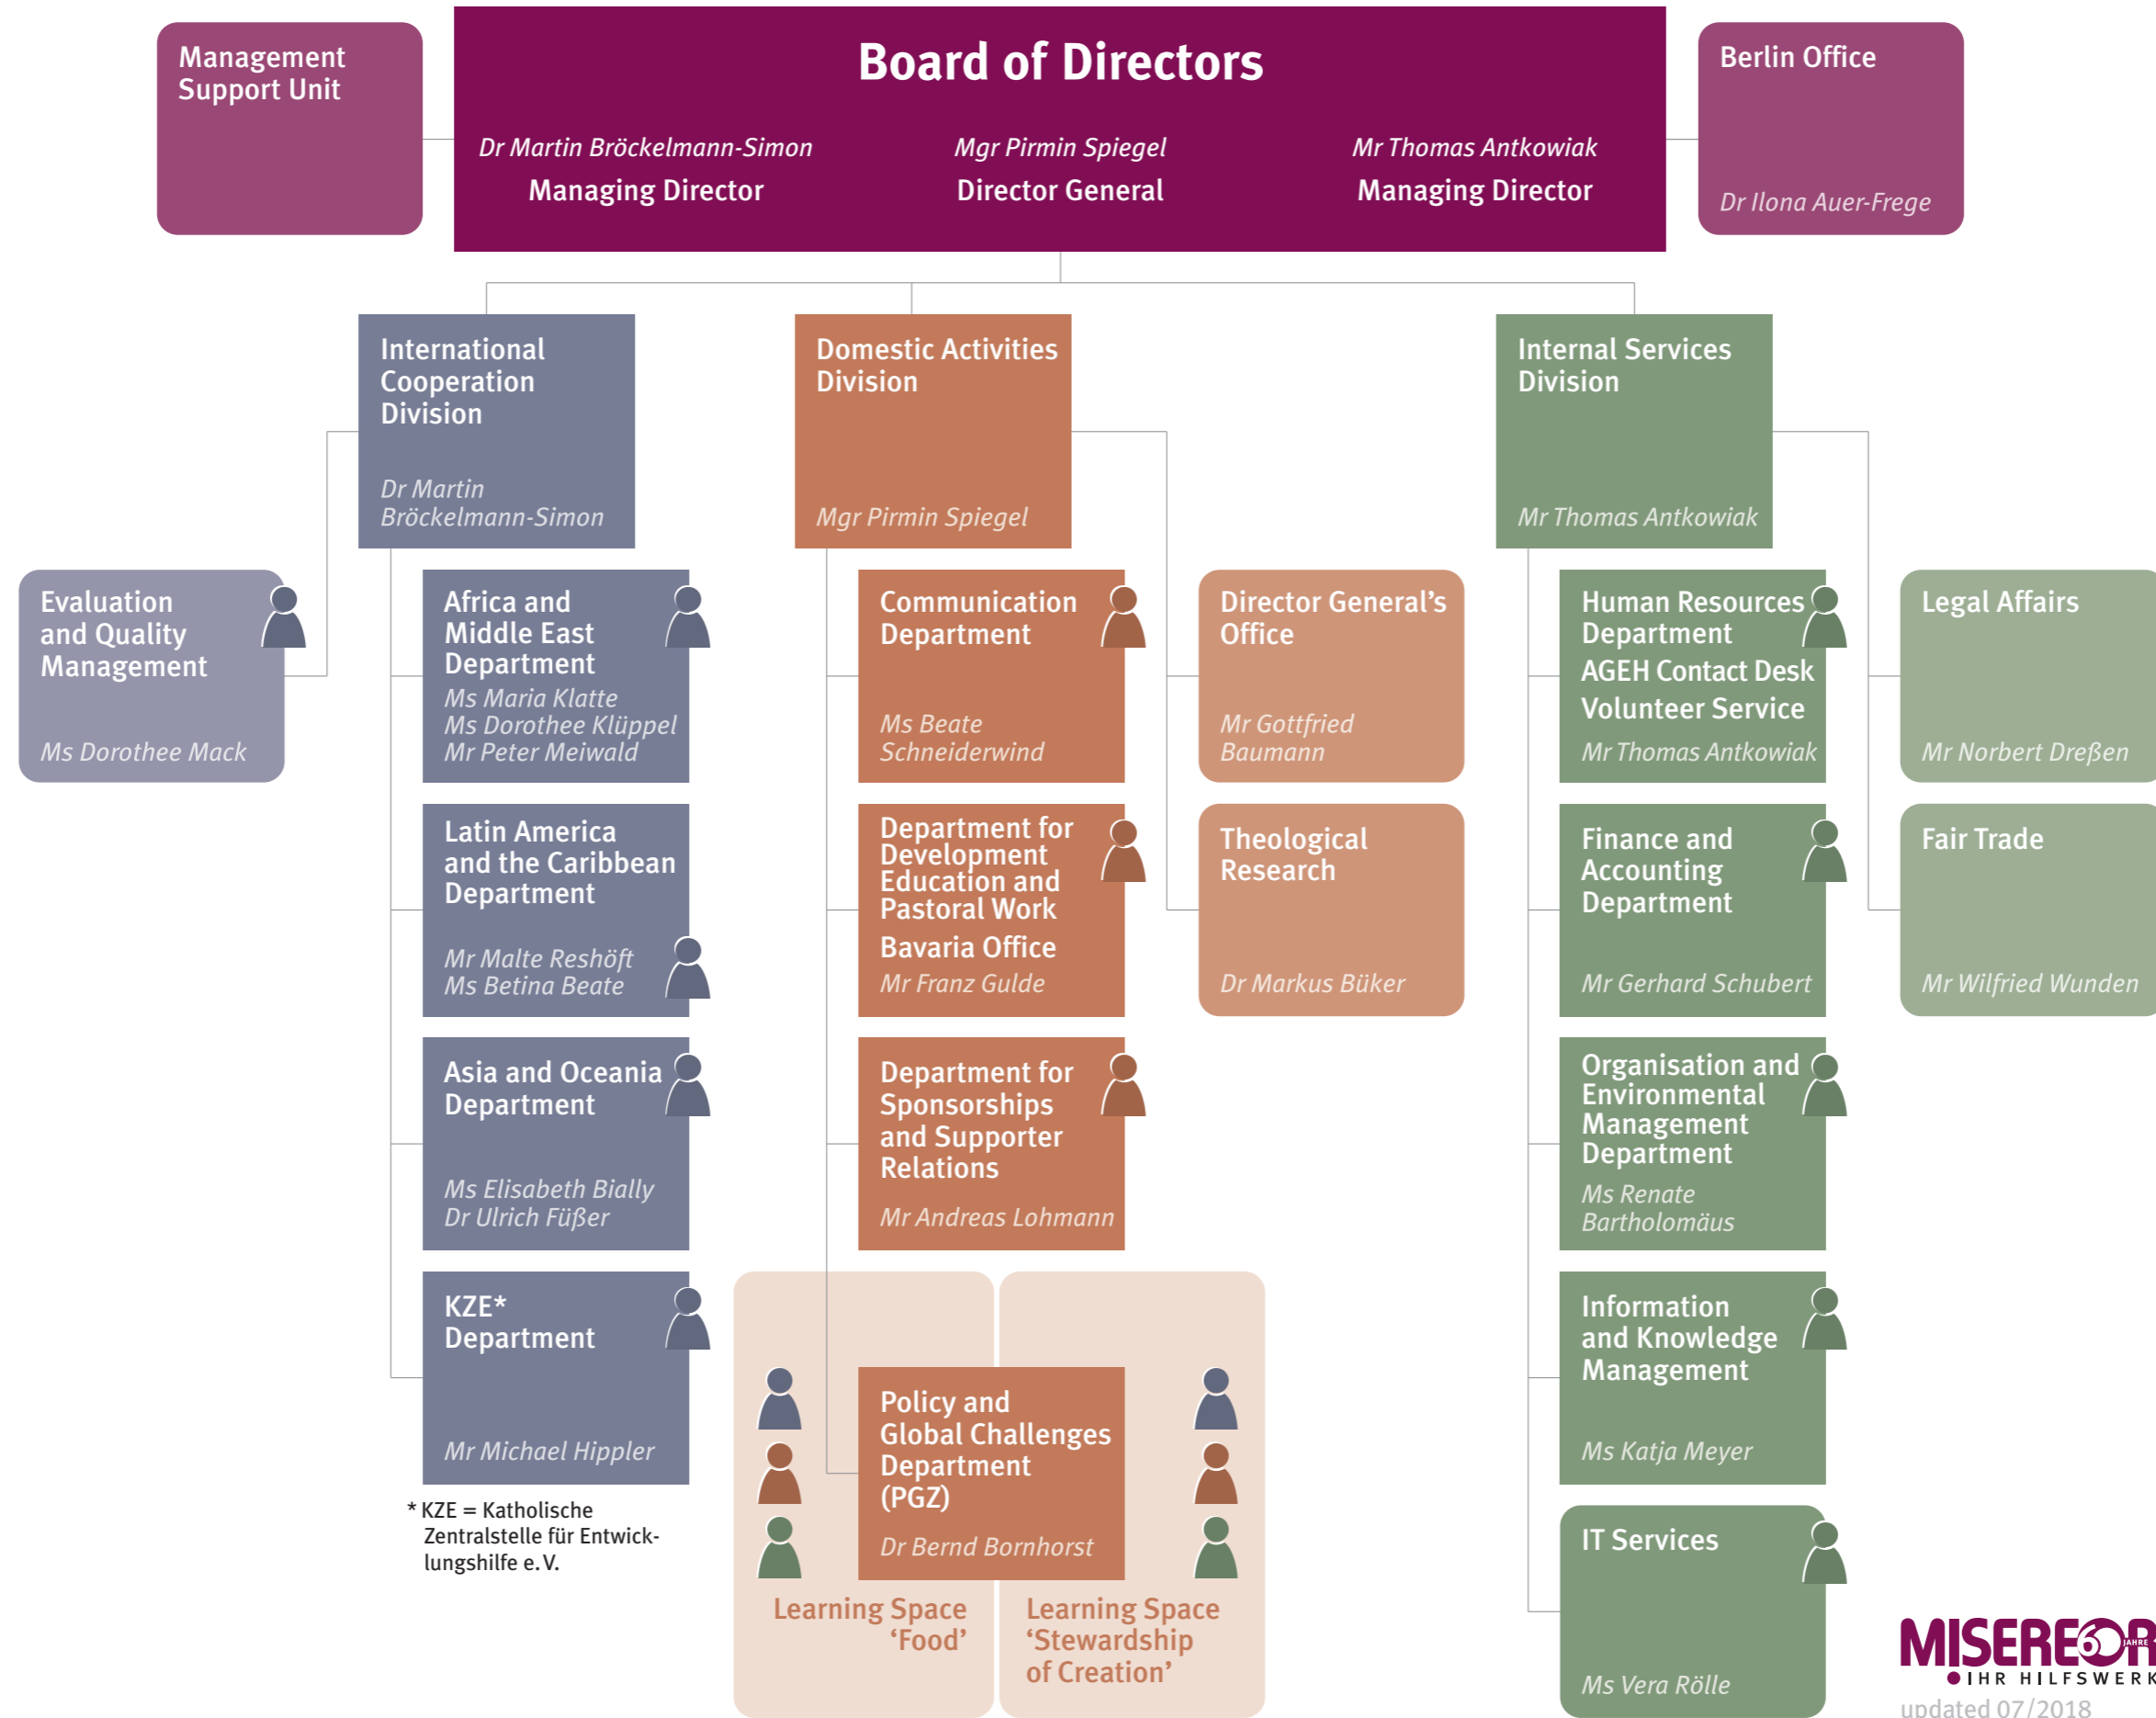 Management
Support Unit
Board of Directors
Dr Martin Bröckelmann-Simon
Managing Director
Mgr Pirmin Spiegel
Director General
Mr Thomas Antkowiak
Managing Director
Berlin Office
Dr Ilona Auer-Frege
International
Cooperation
Division
Dr Martin
Bröckelmann-Simon
Domestic Activities
Division
Mgr Pirmin Spiegel
Internal Services
Division
Mr Thomas Antkowiak
Evaluation
and Quality
Management
Ms Dorothee Mack
Africa and
Middle East
Department
Ms Maria Klatte
Ms Dorothee Klüppel
Mr Peter Meiwald
Latin America
and the Caribbean
Department
Mr Malte Reshöft
Ms Betina Beate
Asia and Oceania
Department
Ms Elisabeth Bially
Dr Ulrich Füßer
KZE*
Department
Mr Michael Hippler
* KZE = Katholische
Zentralstelle für Entwick-
lungshilfe e. V.
Communication
Department
Ms Beate
Schneiderwind
Department for
Development
Education and
Pastoral Work
Bavaria Office
Mr Franz Gulde
Department for
Sponsorships
and Supporter
Relations
Mr Andreas Lohmann
Policy and
Global Challenges
Department
(PGZ)
Dr Bernd Bornhorst
Learning Space
‘Food’
Learning Space
‘Stewardship
of Creation’
Director General’s
Office
Mr Gottfried
Baumann
Theological
Research
Dr Markus Büker
Human Resources
Department
AGEH Contact Desk
Volunteer Service
Mr Thomas Antkowiak
Finance and
Accounting
Department
Mr Gerhard Schubert
Organisation and
Environmental
Management
Department
Ms Renate
Bartholomäus
Information
and Knowledge
Management
Ms Katja Meyer
IT Services
Ms Vera Rölle
Legal Affairs
Mr Norbert Dreßen
Fair Trade
Mr Wilfried Wunden
MISEREOR
60 JAHRE
IHR HILFSWERK
updated 07/2018